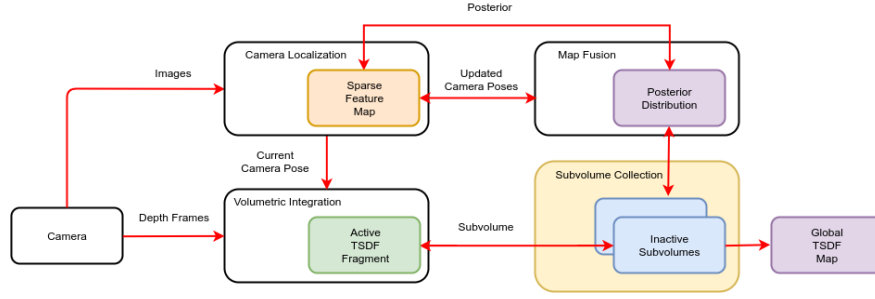 Posterior
Camera Localization
Map Fusion
Images
Sparse
Feature
Map
Updated
Camera Poses
Posterior
Distribution
Current
Camera Pose
Subvolume Collection
Volumetric Integration
Camera
Depth Frames
Active
TSDF
Fragment
Subvolume
Inactive
Subvolumes
Global
TSDF
Map